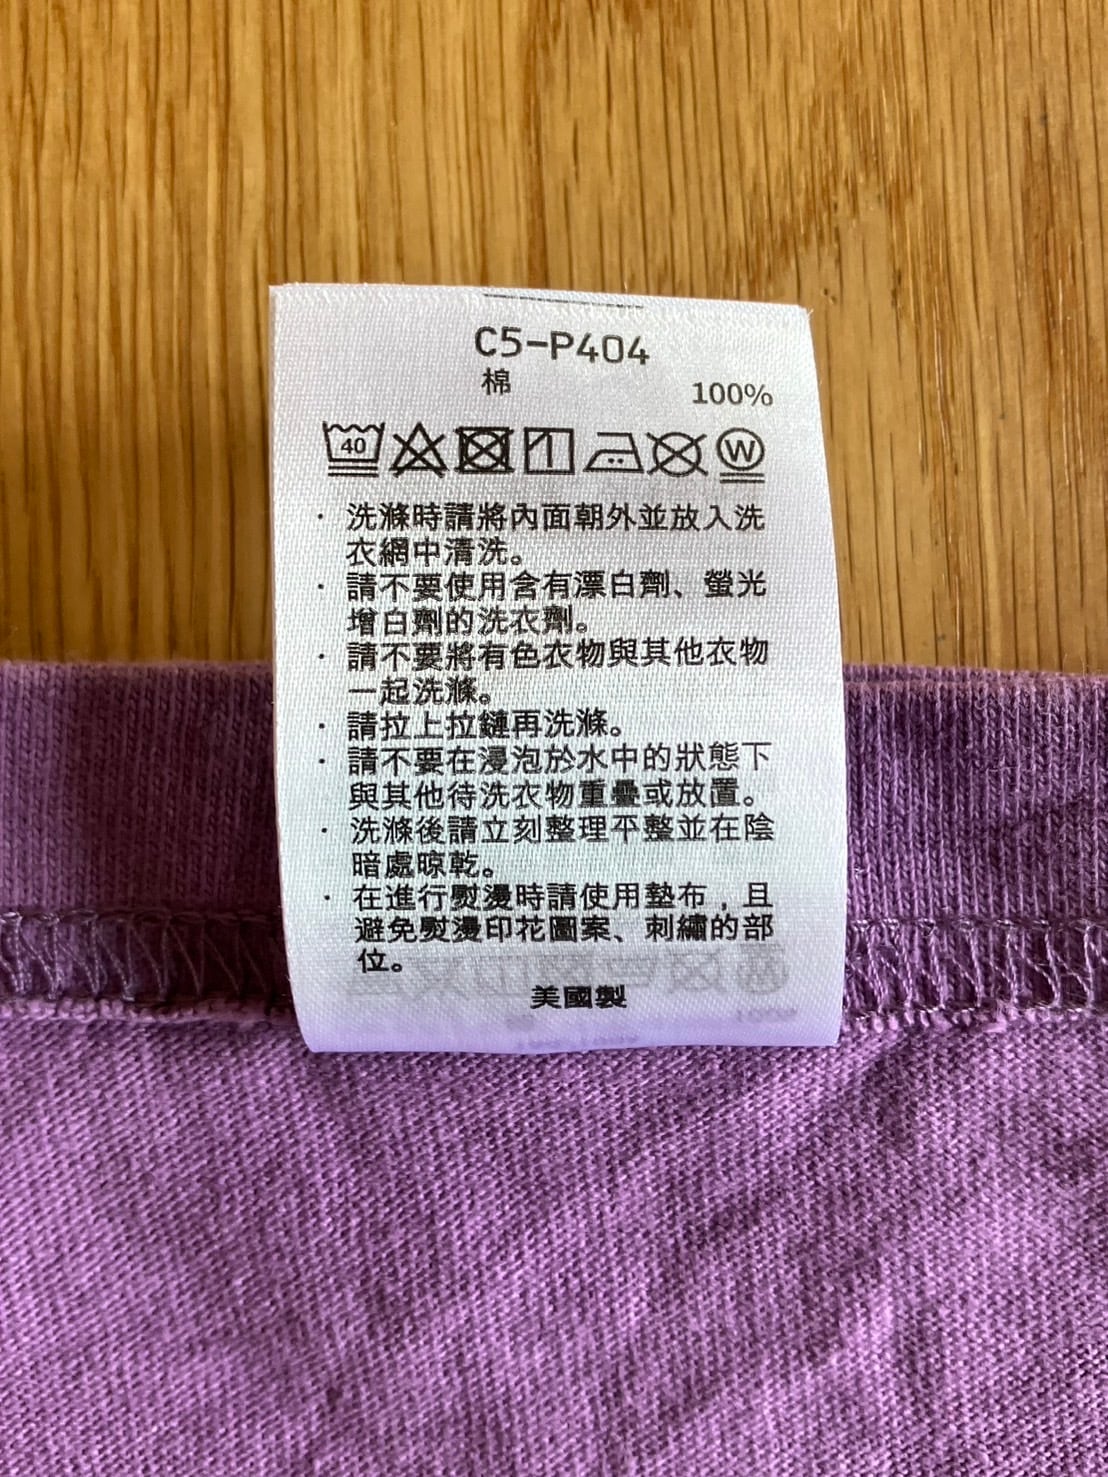 C5-P404
棉 100%
40 W
· 洗滌時請將內面朝外並放入洗
衣網中清洗。
· 請不要使用含有漂白劑、螢光
增白劑的洗衣劑。
· 請不要將有色衣物與其他衣物
一起洗滌。
· 請拉上拉鏈再洗滌。
· 請不要在浸泡於水中的狀態下
與其他待洗衣物重疊或放置。
· 洗滌後請立刻整理平整並在陰
暗處晾乾。
· 在進行熨燙時請使用墊布，且
避免熨燙印花圖案、刺繡的部
位。
美國製